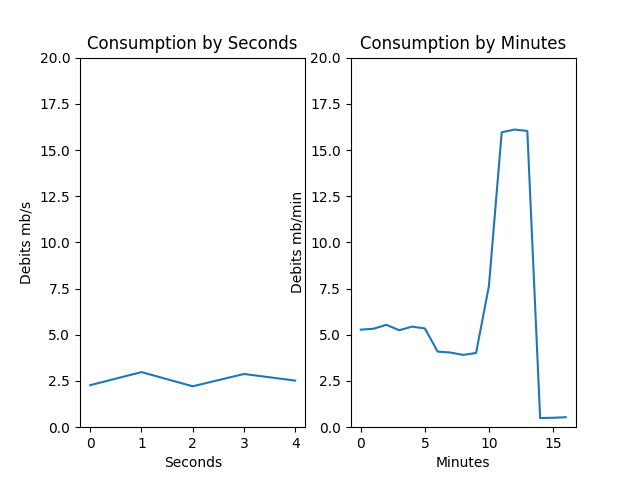 Consumption by Seconds
20.0
17.5
15.0
12.5
10.0
7.5
5.0
2.5
0.0
Debits mb/s
0 1 2 3 4
Seconds
Consumption by Minutes
20.0
17.5
15.0
12.5
10.0
7.5
5.0
2.5
0.0
Debits mb/min
0 5 10 15
Minutes